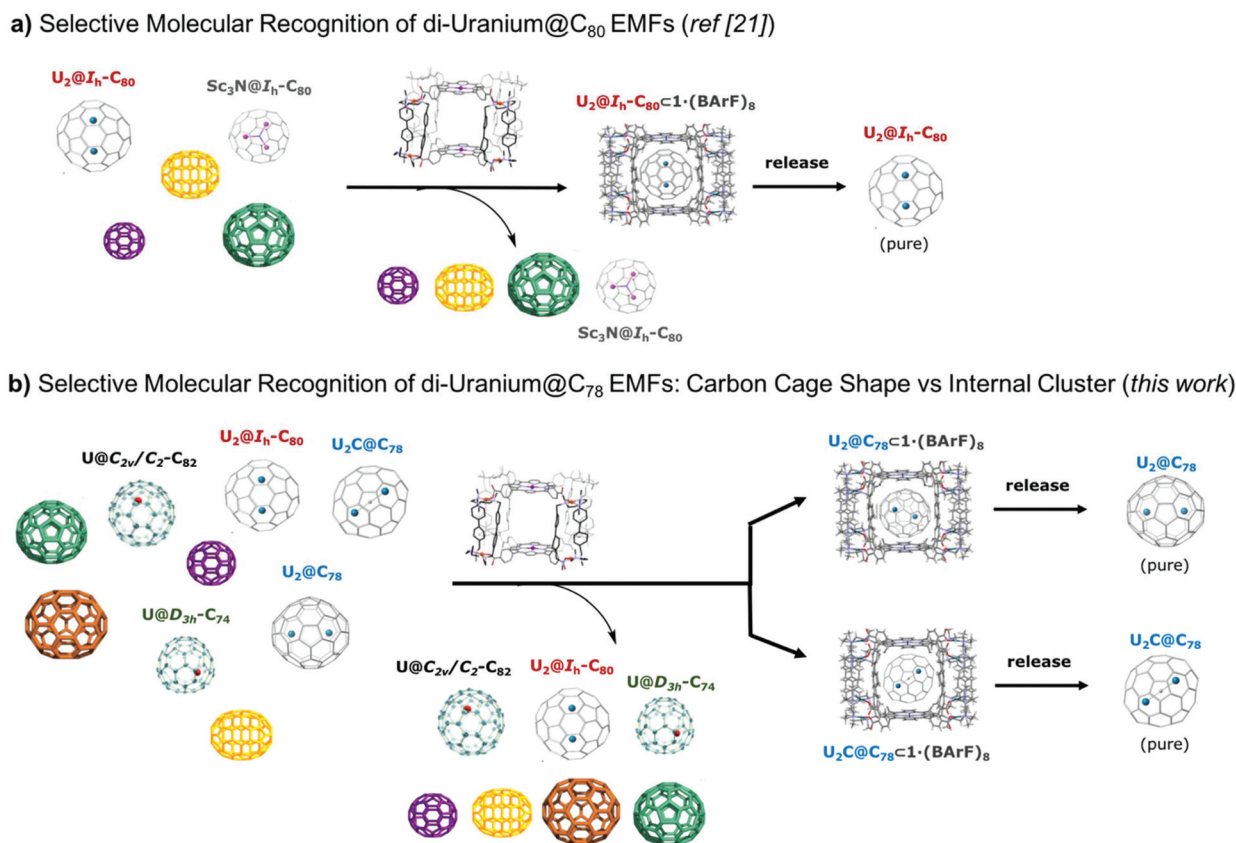 a) Selective Molecular Recognition of di-Uranium@C₈₀ EMFs (ref [21])
U₂@Iₕ-C₈₀
Sc₃N@Iₕ-C₈₀
U₂@Iₕ-C₈₀⊂1·(BArF)₈
release
U₂@Iₕ-C₈₀
(pure)
Sc₃N@Iₕ-C₈₀
b) Selective Molecular Recognition of di-Uranium@C₇₈ EMFs: Carbon Cage Shape vs Internal Cluster (this work)
U@C₂ᵥ/C₂-C₈₂
U₂@Iₕ-C₈₀
U₂C@C₇₈
U@D₃ₕ-C₇₄
U₂@C₇₈
U@C₂ᵥ/C₂-C₈₂
U₂@Iₕ-C₈₀
U@D₃ₕ-C₇₄
U₂@C₇₈⊂1·(BArF)₈
release
U₂@C₇₈
(pure)
U₂C@C₇₈⊂1·(BArF)₈
release
U₂C@C₇₈
(pure)